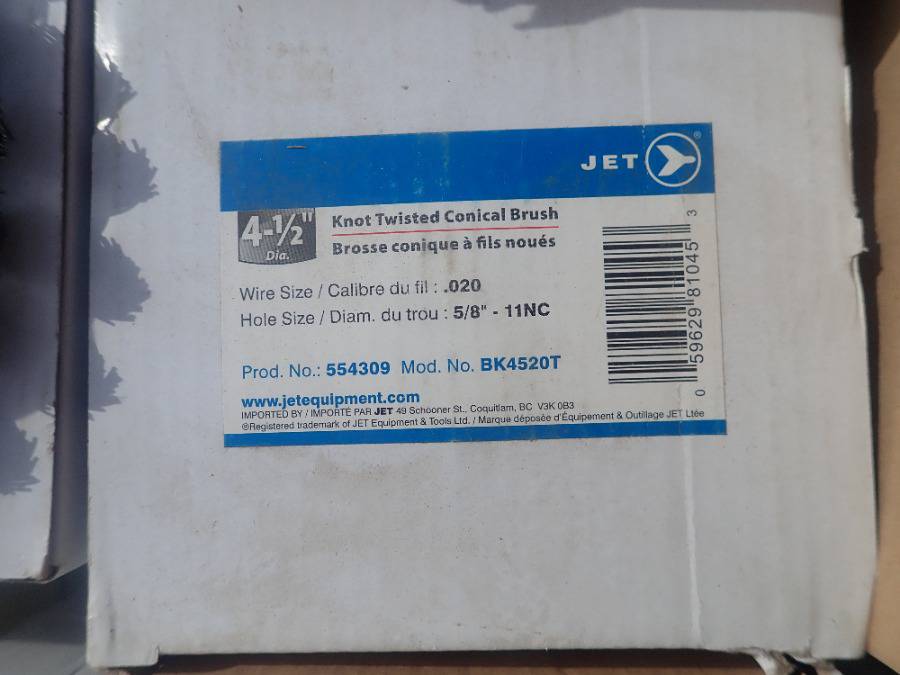 JET®
4-1/2"
Dia.
Knot Twisted Conical Brush
Brosse conique à fils noués
Wire Size / Calibre du fil : .020
Hole Size / Diam. du trou : 5/8" - 11NC
Prod. No.: 554309 Mod. No. BK4520T
www.jetequipment.com
IMPORTED BY / IMPORTÉ PAR JET 49 Schooner St., Coquitlam, BC V3K 0B3
®Registered trademark of JET Equipment & Tools Ltd. / Marque déposée d'Équipement & Outillage JET Ltée
0 59629 81045 3